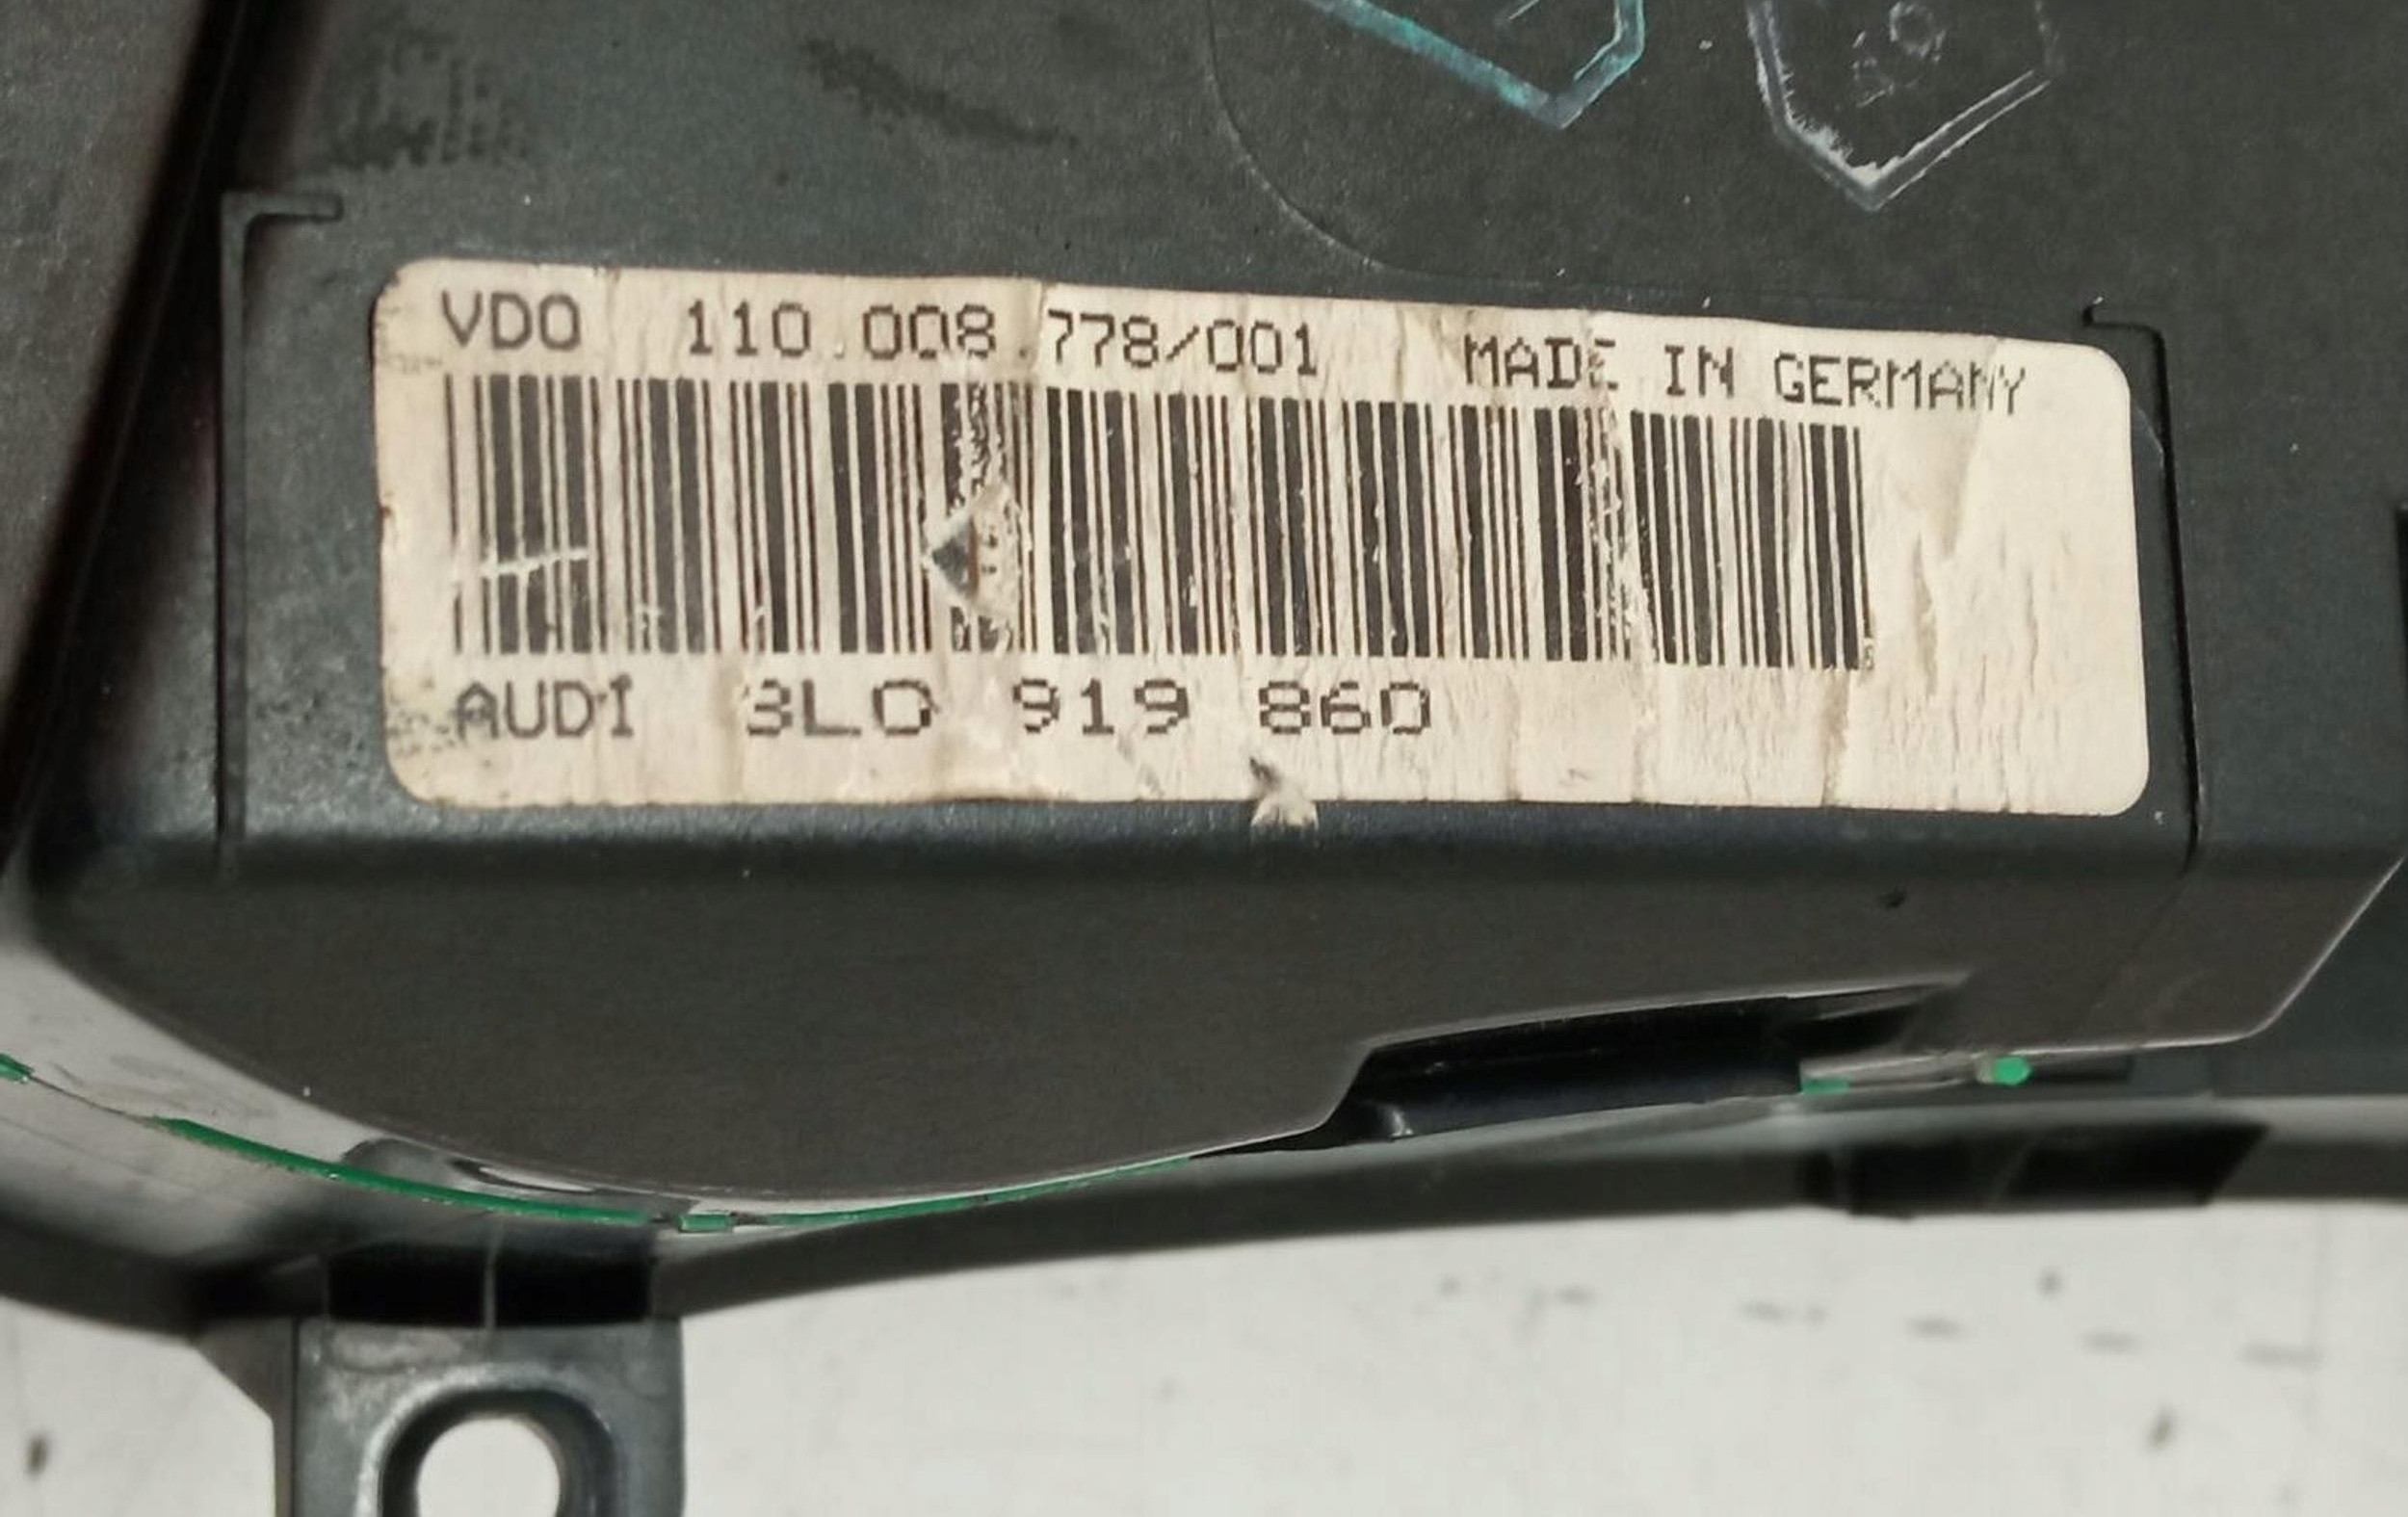 VDO 110.008.778/001 MADE IN GERMANY
AUDI 8L0 919 860